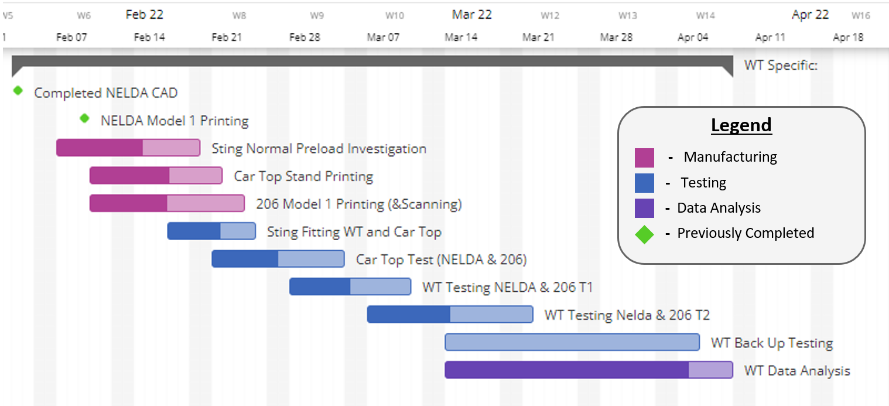 W5 W6 Feb 22 W8 W9 W10 Mar 22 W12 W13 W14 Apr 22 W16
1 Feb 07 Feb 14 Feb 21 Feb 28 Mar 07 Mar 14 Mar 21 Mar 28 Apr 04 Apr 11 Apr 18
WT Specific:
Completed NELDA CAD
NELDA Model 1 Printing
Sting Normal Preload Investigation
Car Top Stand Printing
206 Model 1 Printing (&Scanning)
Sting Fitting WT and Car Top
Car Top Test (NELDA & 206)
WT Testing NELDA & 206 T1
WT Testing Nelda & 206 T2
WT Back Up Testing
WT Data Analysis
Legend
- Manufacturing
- Testing
- Data Analysis
- Previously Completed